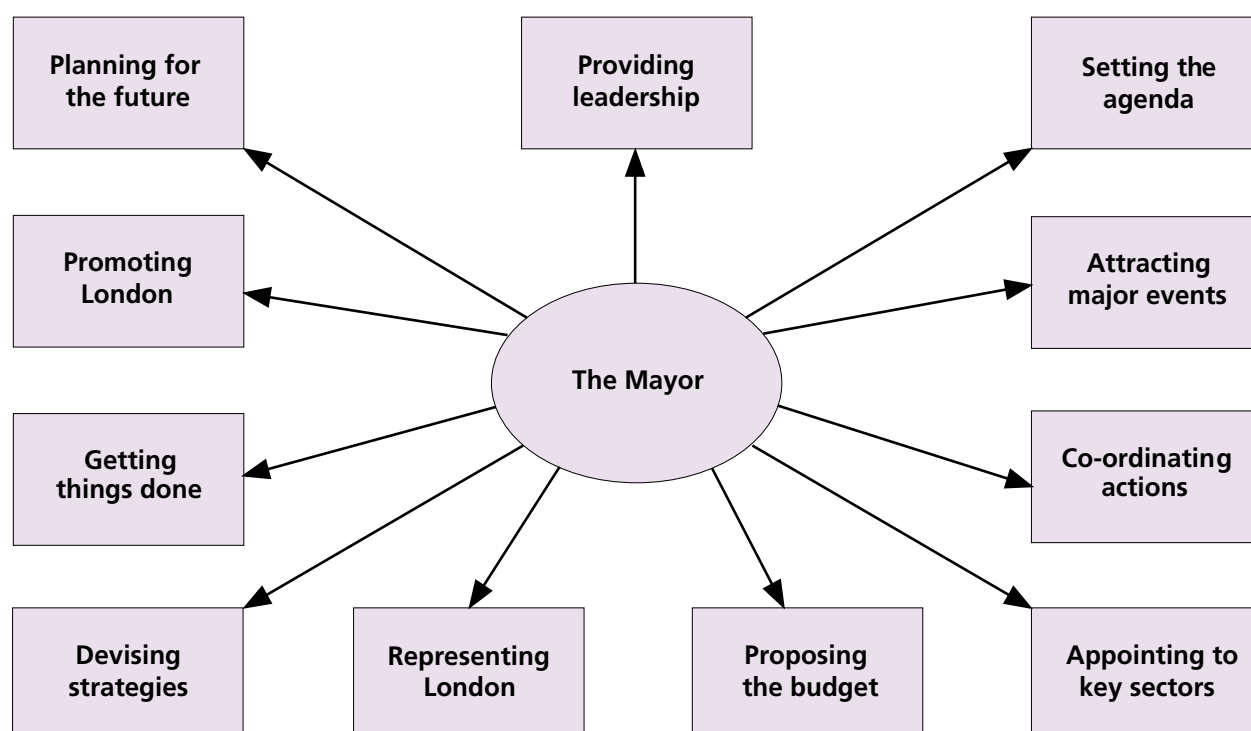 Planning for
the future
Providing
leadership
Setting the
agenda
Promoting
London
Attracting
major events
The Mayor
Getting
things done
Co-ordinating
actions
Devising
strategies
Representing
London
Proposing
the budget
Appointing to
key sectors